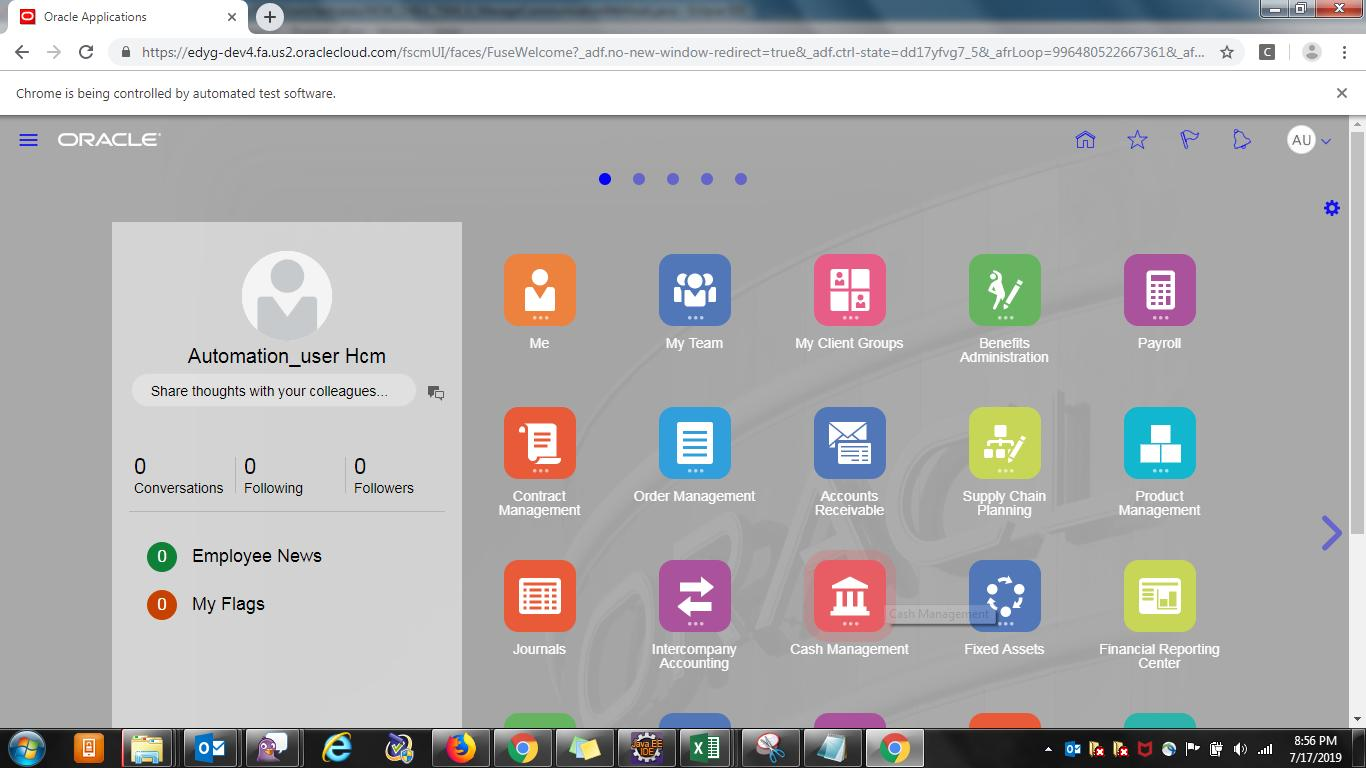 Oracle Applications
https://edyg-dev4.fa.us2.oraclecloud.com/fscmUI/faces/FuseWelcome?_adf.no-new-window-redirect=true&_adf.ctrl-state=dd17yfvg7_5&_afrLoop=996480522667361&_af...
C
Chrome is being controlled by automated test software.
ORACLE
AU
Automation_user Hcm
Share thoughts with your colleagues...
0 0 0
Conversations Following Followers
0 Employee News
0 My Flags
Me
My Team
My Client Groups
Benefits
Administration
Payroll
Contract
Management
Order Management
Accounts
Receivable
Supply Chain
Planning
Product
Management
Journals
Intercompany
Accounting
Cash Management
Cash Management
Fixed Assets
Financial Reporting
Center
Java EE
IDE
8:56 PM
7/17/2019